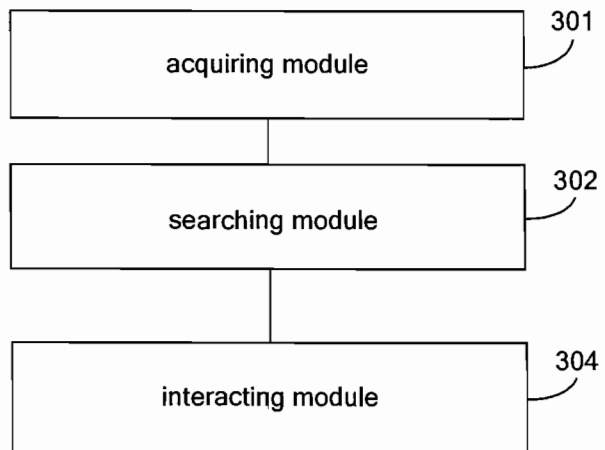 301
acquiring module
302
searching module
304
interacting module